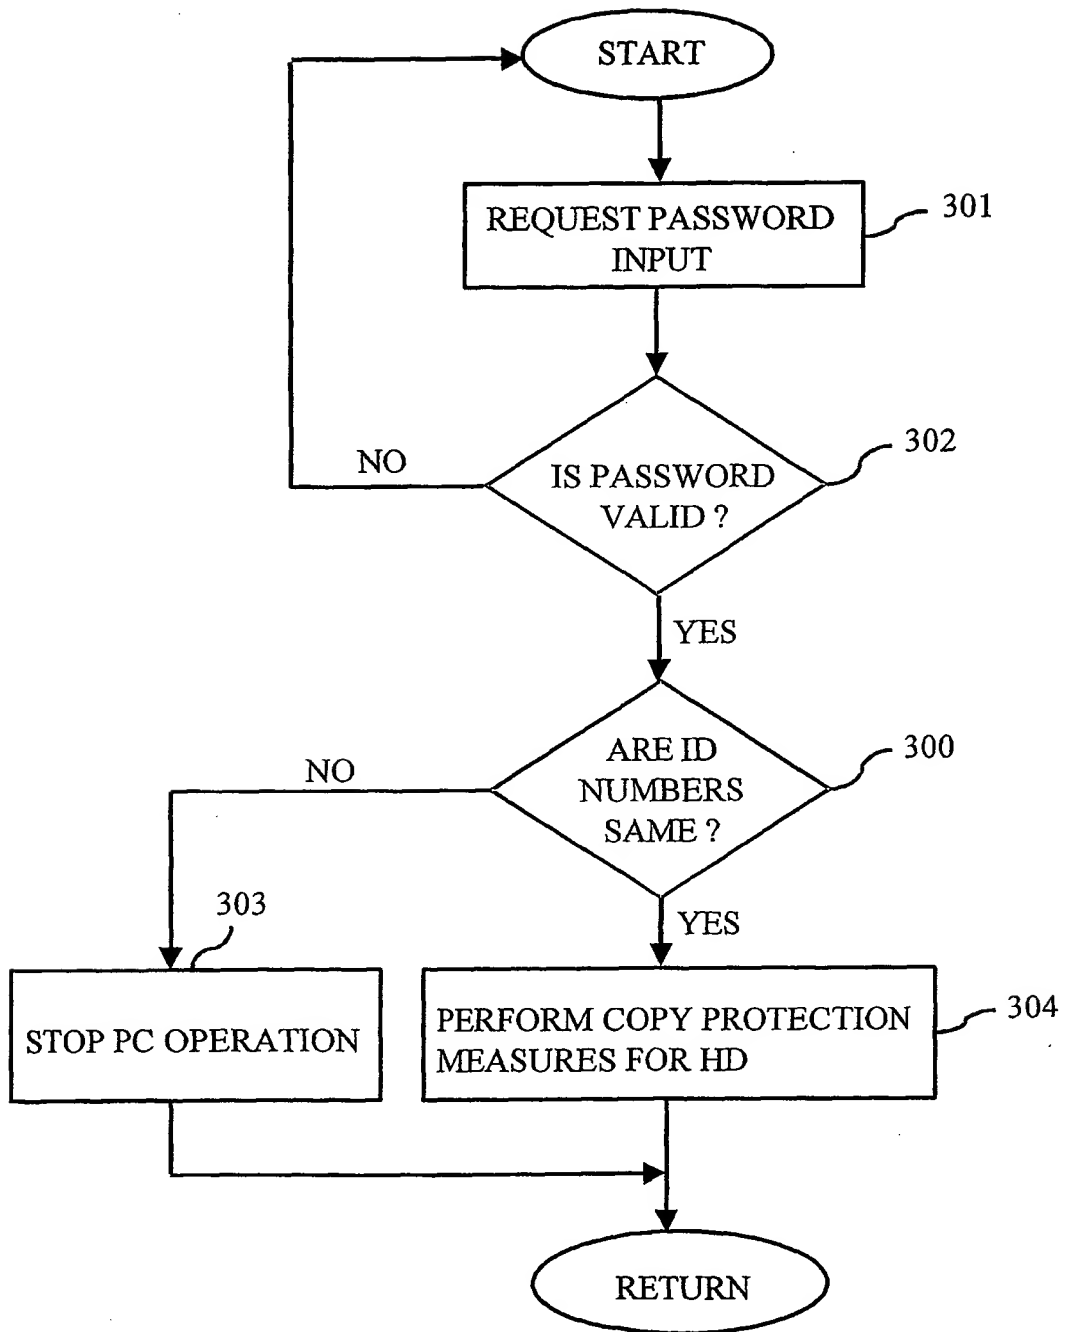 START
REQUEST PASSWORD
INPUT
301
IS PASSWORD
VALID ?
302
NO
YES
ARE ID
NUMBERS
SAME ?
300
NO
YES
303
STOP PC OPERATION
PERFORM COPY PROTECTION
MEASURES FOR HD
304
RETURN